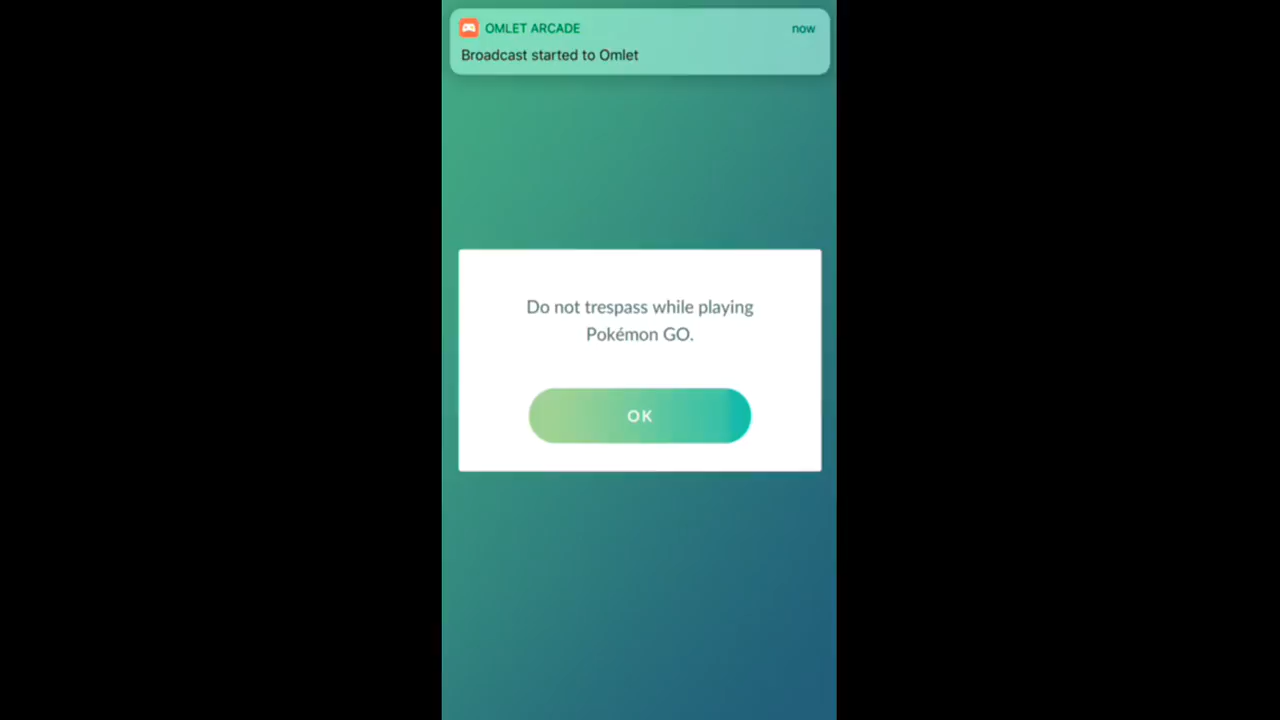 OMLET ARCADE now
Broadcast started to Omlet
Do not trespass while playing
Pokémon GO.
OK